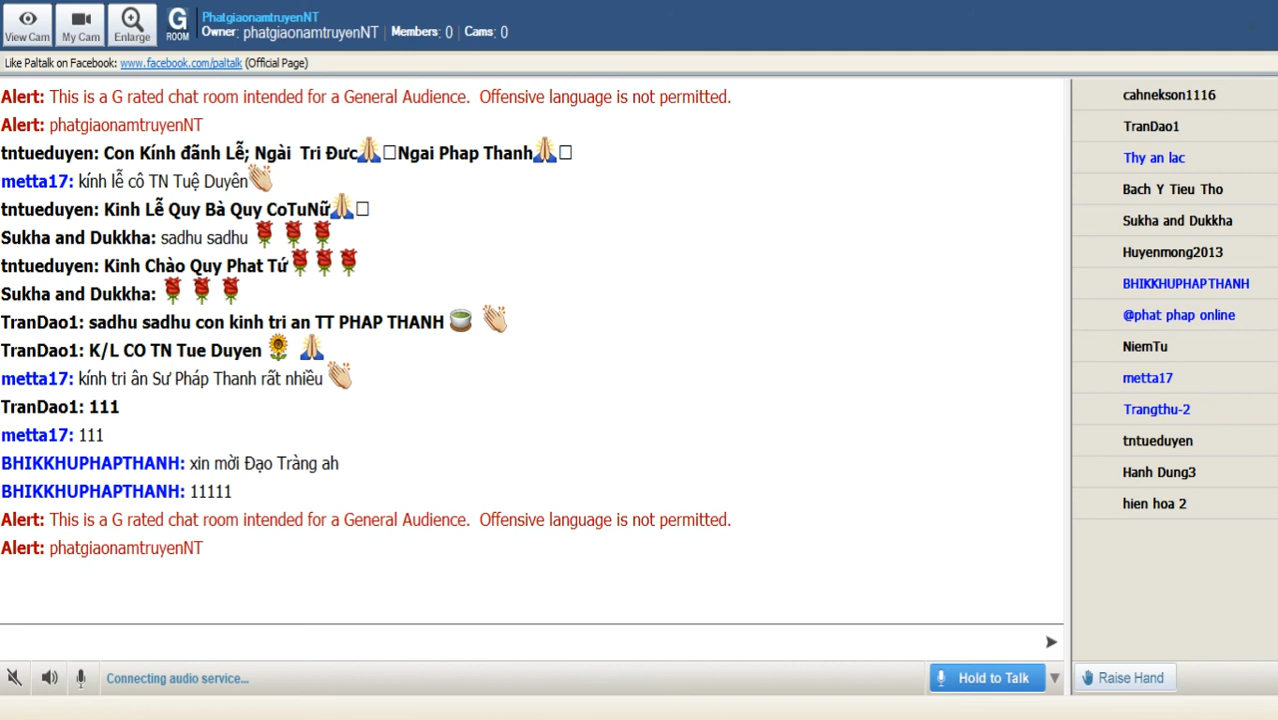 View Cam
My Cam
Enlarge
G ROOM
PhatgiaonamtruyenNT
Owner: phatgiaonamtruyenNT Members: 0 Cams: 0
Like Paltalk on Facebook: www.facebook.com/paltalk (Official Page)
Alert: This is a G rated chat room intended for a General Audience. Offensive language is not permitted.
Alert: phatgiaonamtruyenNT
tntueduyen: Con Kính đãnh Lễ; Ngài Tri Đưc🙏□Ngai Phap Thanh🙏□
metta17: kính lễ cô TN Tuệ Duyên👏
tntueduyen: Kinh Lễ Quy Bà Quy CoTuNữ🙏□
Sukha and Dukkha: sadhu sadhu 🌹 🌹 🌹
tntueduyen: Kinh Chào Quy Phat Tứ🌹🌹🌹
Sukha and Dukkha: 🌹 🌹 🌹
TranDao1: sadhu sadhu con kinh tri an TT PHAP THANH 🍵 👏
TranDao1: K/L CO TN Tue Duyen 🌻 🙏
metta17: kính tri ân Sư Pháp Thanh rất nhiều 👏
TranDao1: 111
metta17: 111
BHIKKHUPHAPTHANH: xin mời Đạo Tràng ah
BHIKKHUPHAPTHANH: 11111
Alert: This is a G rated chat room intended for a General Audience. Offensive language is not permitted.
Alert: phatgiaonamtruyenNT
cahnekson1116
TranDao1
Thy an lac
Bach Y Tieu Tho
Sukha and Dukkha
Huyenmong2013
BHIKKHUPHAPTHANH
@phat phap online
NiemTu
metta17
Trangthu-2
tntueduyen
Hanh Dung3
hien hoa 2
Connecting audio service...
Hold to Talk
Raise Hand